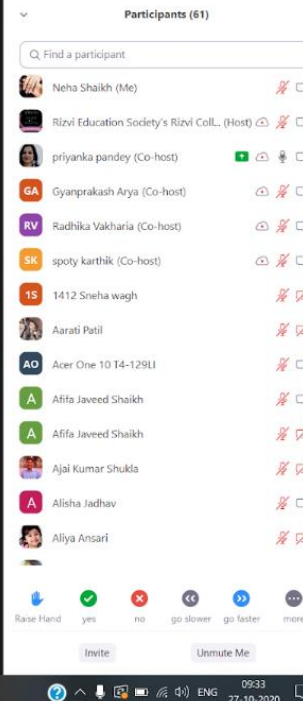 Participants (61)
Find a participant
Neha Shaikh (Me)
Rizvi Education Society's Rizvi Coll... (Host)
priyanka pandey (Co-host)
GA Gyanprakash Arya (Co-host)
RV Radhika Vakharia (Co-host)
SK spoty karthik (Co-host)
1S 1412 Sneha wagh
Aarati Patil
AO Acer One 10 T4-129LI
A Afifa Javeed Shaikh
A Afifa Javeed Shaikh
Ajai Kumar Shukla
A Alisha Jadhav
Aliya Ansari
Raise Hand yes no go slower go faster more
Invite Unmute Me
ENG 09:33
27-10-2020